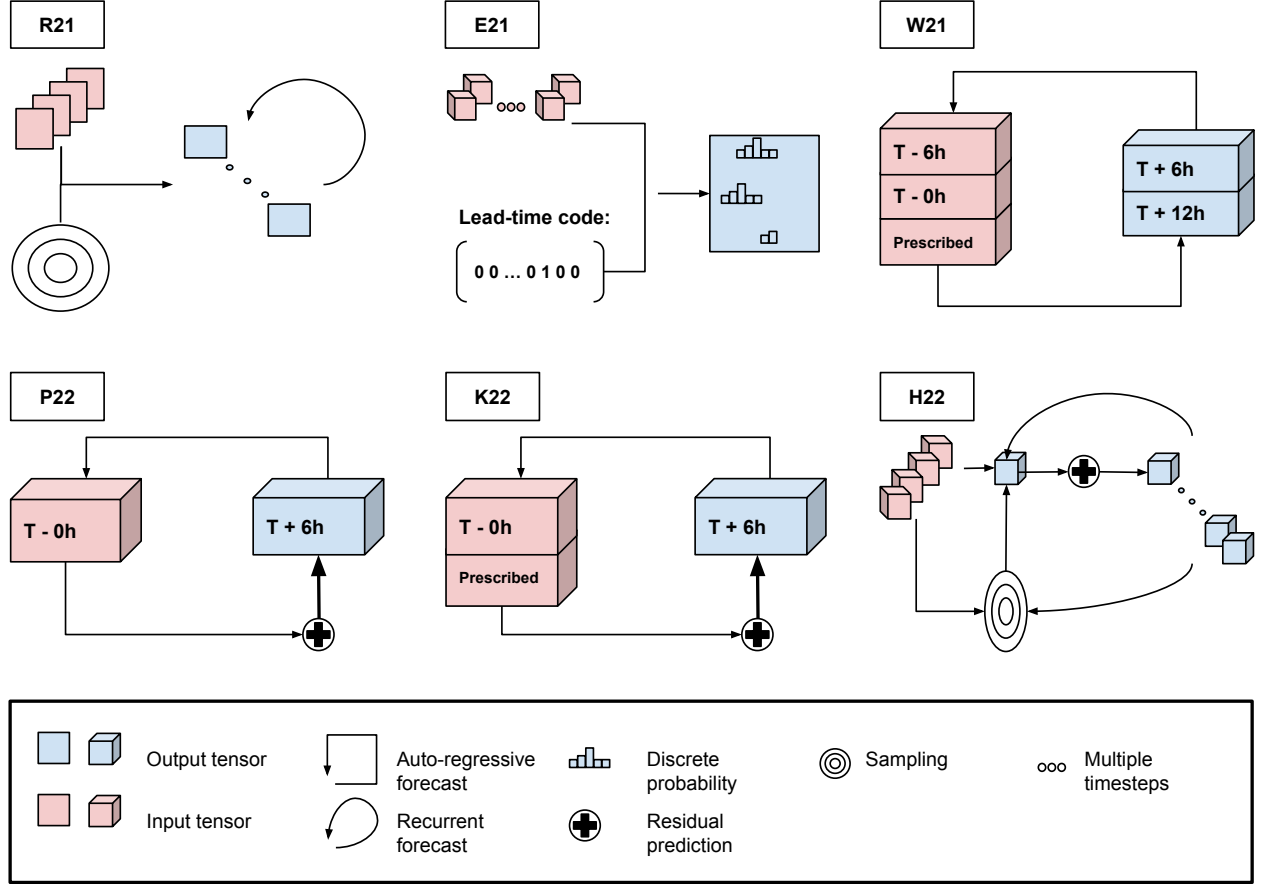 R21
E21
W21
Lead-time code:
0 0 ... 0 1 0 0
T - 6h
T - 0h
Prescribed
T + 6h
T + 12h
P22
K22
H22
T - 0h
T + 6h
T - 0h
Prescribed
T + 6h
Output tensor
Input tensor
Auto-regressive
forecast
Recurrent
forecast
Discrete
probability
Residual
prediction
Sampling
Multiple
timesteps